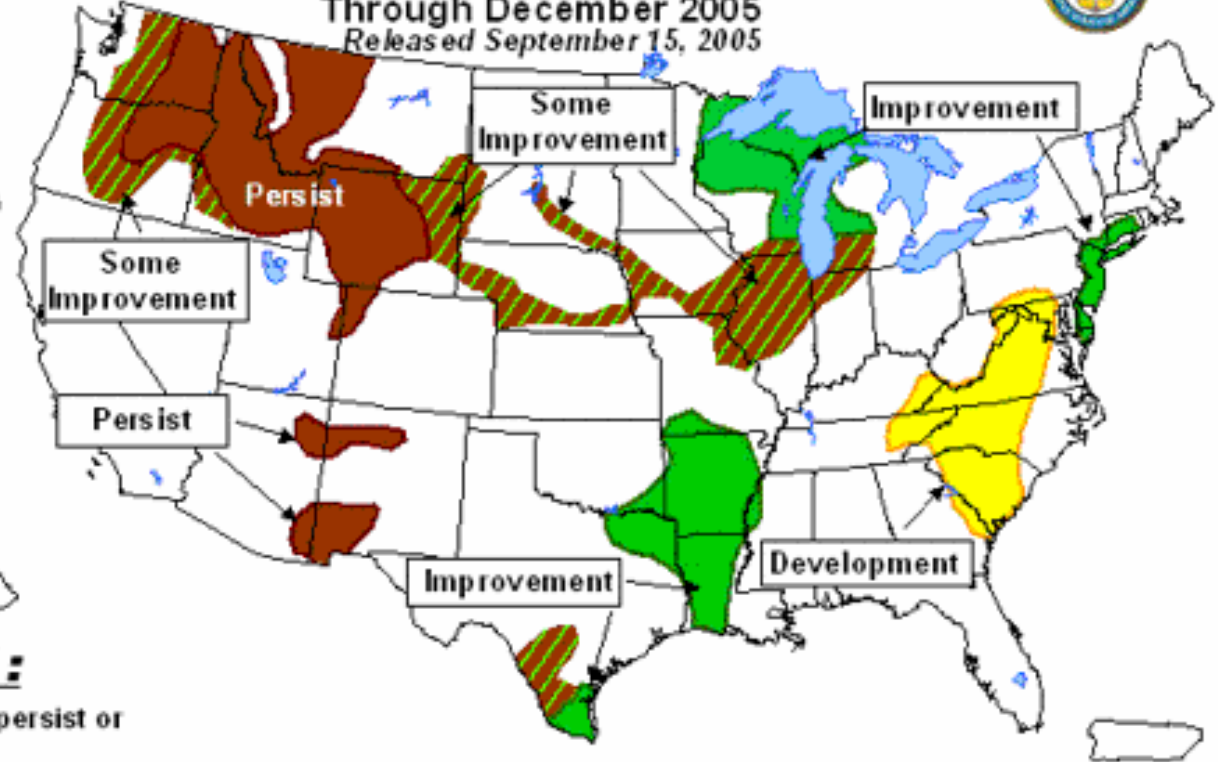 Through December 2005
Released September 15, 2005
Some
Improvement
Improvement
Persist
Some
Improvement
Persist
Improvement
Development
:
persist or